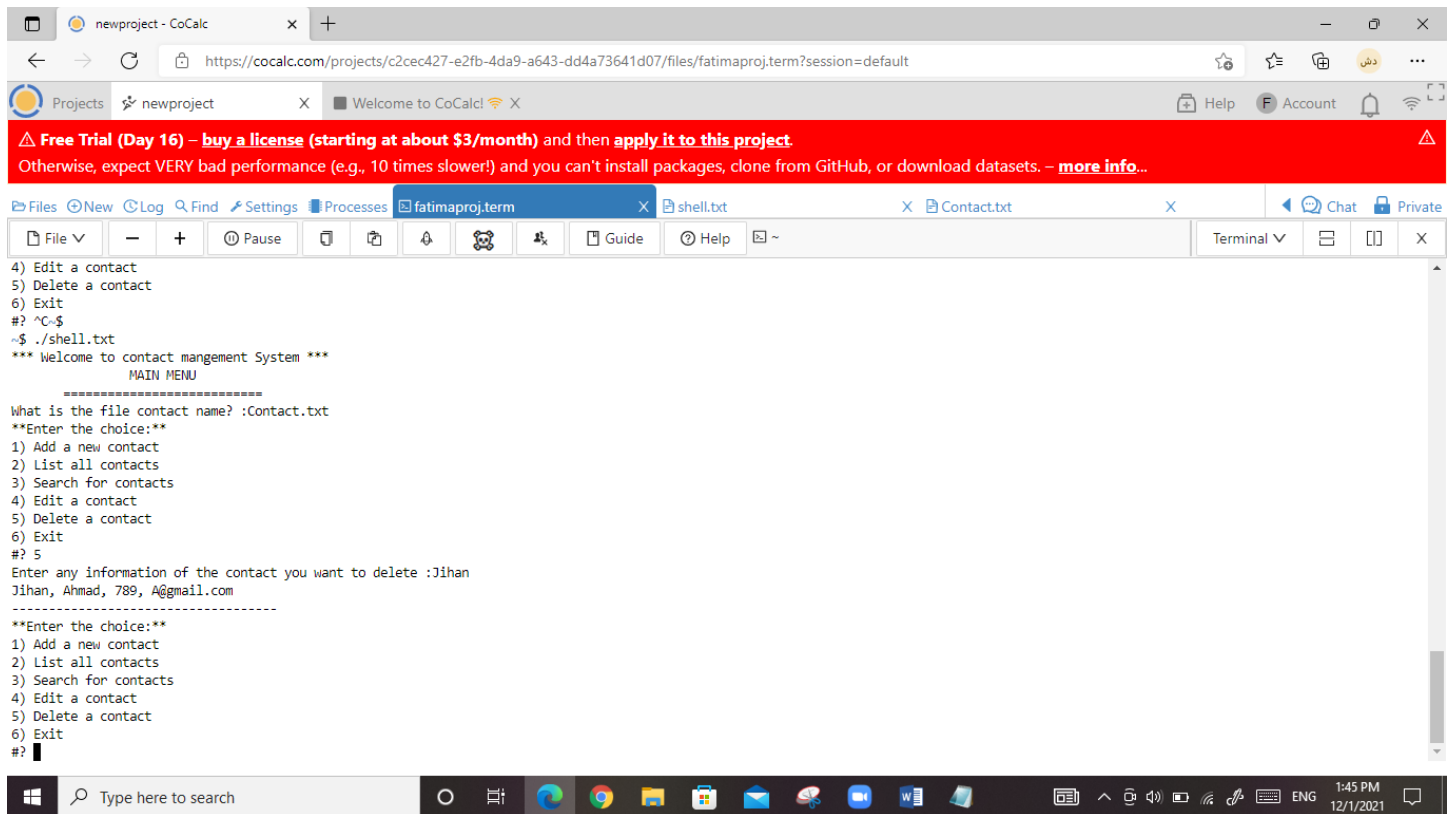 newproject - CoCalc
https://cocalc.com/projects/c2cec427-e2fb-4da9-a643-dd4a73641d07/files/fatimaproj.term?session=default
دش
Projects newproject X Welcome to CoCalc! X Help F Account
Free Trial (Day 16) – buy a license (starting at about $3/month) and then apply it to this project.
Otherwise, expect VERY bad performance (e.g., 10 times slower!) and you can't install packages, clone from GitHub, or download datasets. – more info...
Files New Log Find Settings Processes fatimaproj.term X shell.txt X Contact.txt X Chat Private
File Pause Guide Help ~ Terminal X
4) Edit a contact
5) Delete a contact
6) Exit
#? ^C~$
~$ ./shell.txt
*** Welcome to contact mangement System ***
MAIN MENU
===========================
What is the file contact name? :Contact.txt
**Enter the choice:**
1) Add a new contact
2) List all contacts
3) Search for contacts
4) Edit a contact
5) Delete a contact
6) Exit
#? 5
Enter any information of the contact you want to delete :Jihan
Jihan, Ahmad, 789, A@gmail.com
------------------------------------
**Enter the choice:**
1) Add a new contact
2) List all contacts
3) Search for contacts
4) Edit a contact
5) Delete a contact
6) Exit
#?
Type here to search
ENG
1:45 PM
12/1/2021